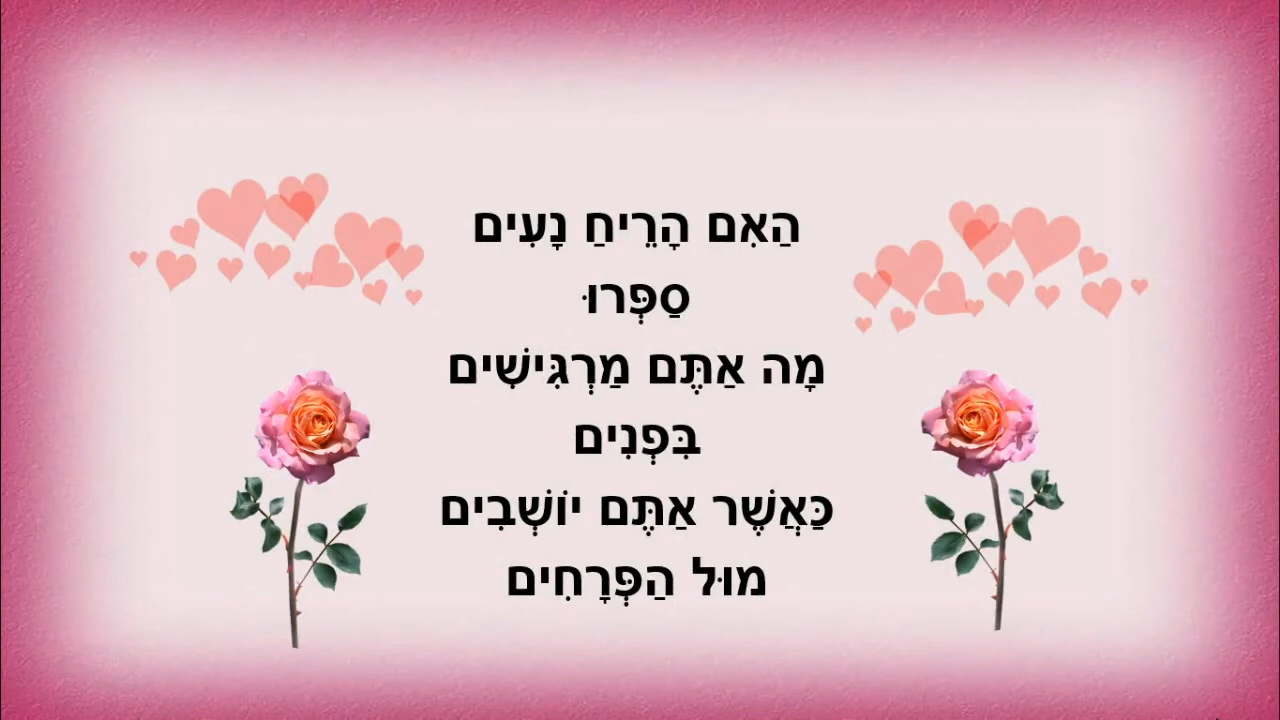 הַאִם הָרֵיחַ נָעִים
סַפְּרוּ
מָה אַתֶּם מַרְגִּישִׁים
בִּפְנִים
כַּאֲשֶׁר אַתֶּם יוֹשְׁבִים
מוּל הַפְּרָחִים